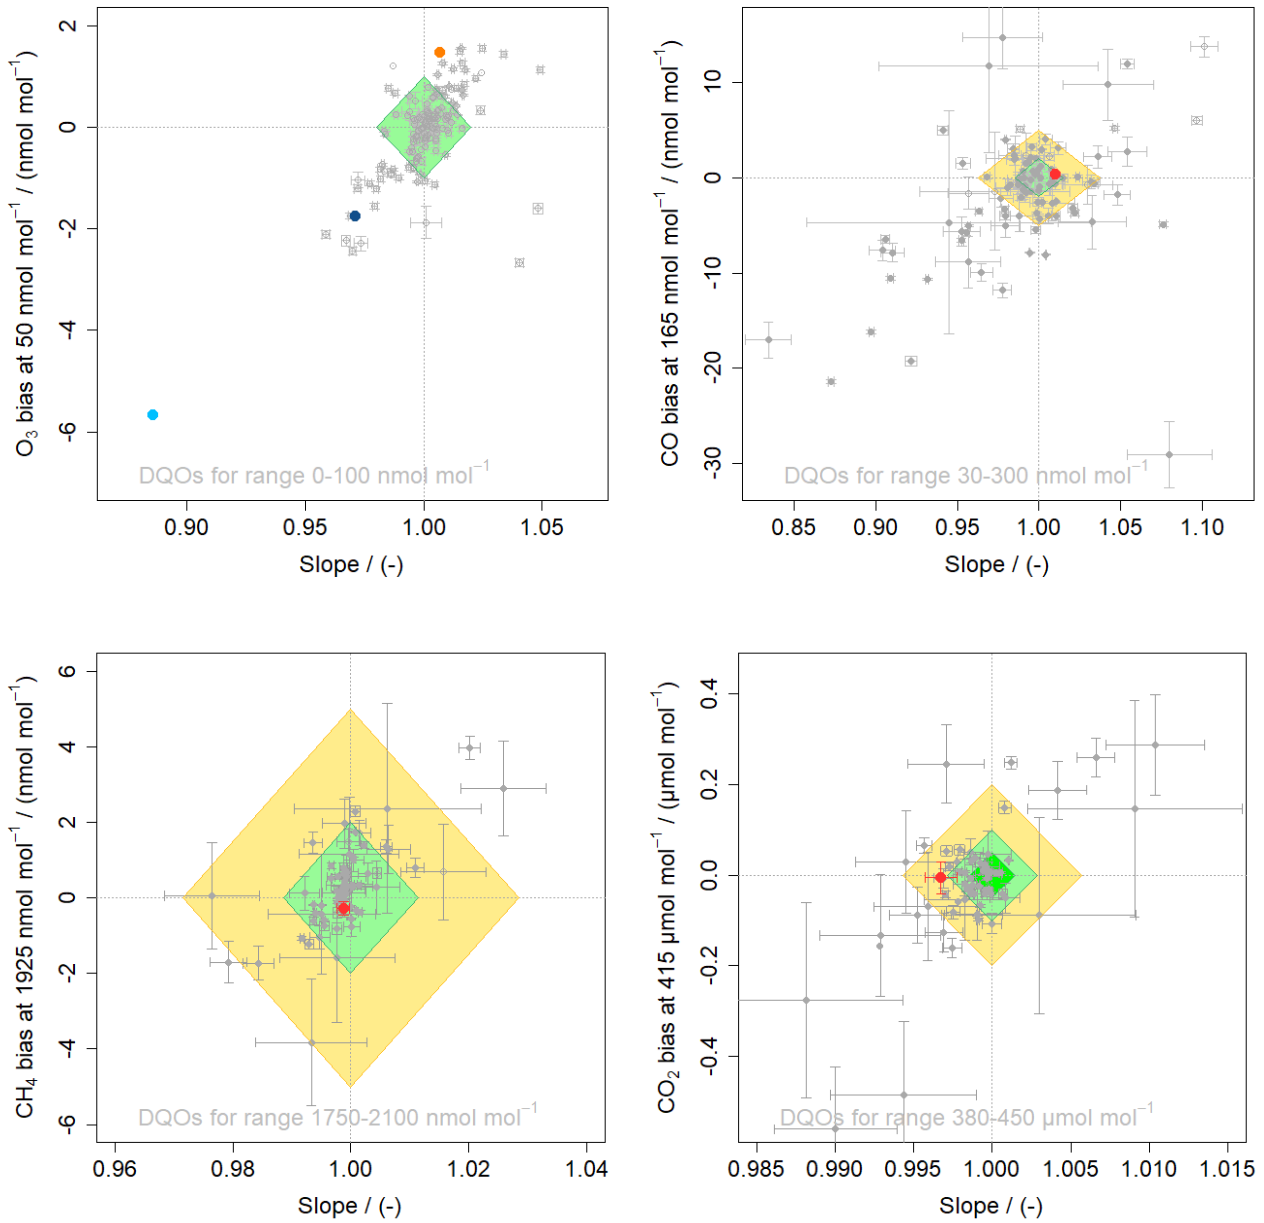 O₃ bias at 50 nmol mol⁻¹ / (nmol mol⁻¹)
2
0
-2
-4
-6
DQOs for range 0-100 nmol mol⁻¹
0.90 0.95 1.00 1.05
Slope / (-)
CO bias at 165 nmol mol⁻¹ / (nmol mol⁻¹)
10
0
-10
-20
-30
DQOs for range 30-300 nmol mol⁻¹
0.85 0.90 0.95 1.00 1.05 1.10
Slope / (-)
CH₄ bias at 1925 nmol mol⁻¹ / (nmol mol⁻¹)
6
4
2
0
-2
-4
-6
DQOs for range 1750-2100 nmol mol⁻¹
0.96 0.98 1.00 1.02 1.04
Slope / (-)
CO₂ bias at 415 µmol mol⁻¹ / (µmol mol⁻¹)
0.4
0.2
0.0
-0.2
-0.4
DQOs for range 380-450 µmol mol⁻¹
0.985 0.990 0.995 1.000 1.005 1.010 1.015
Slope / (-)